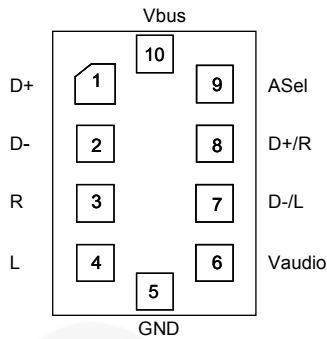 Vbus
10
D+ 1 9 ASel
D- 2 8 D+/R
R 3 7 D-/L
L 4 6 Vaudio
5
GND